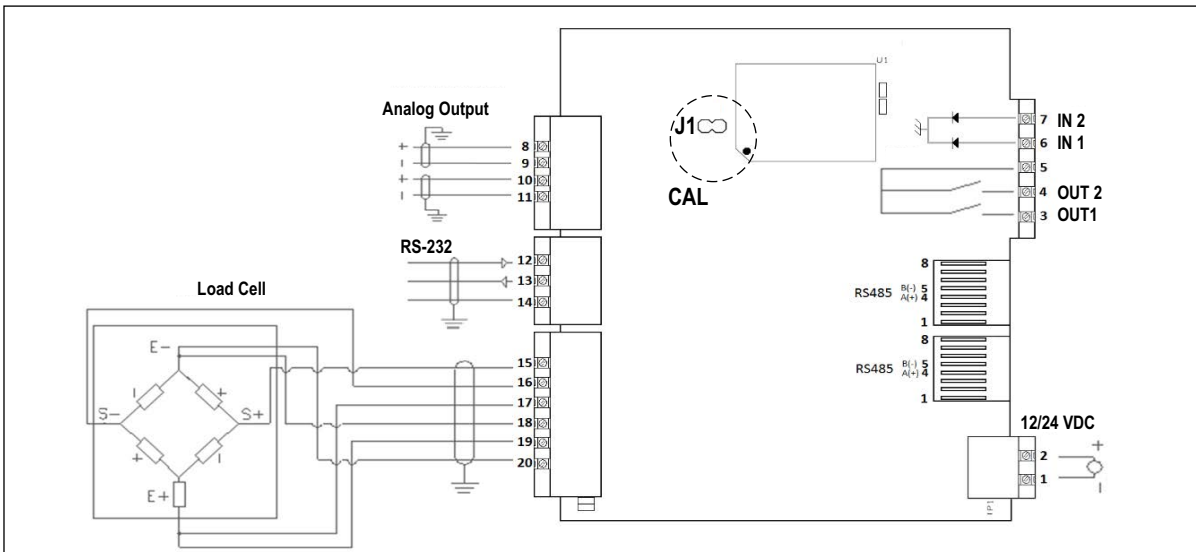 Analog Output
+
8
-
9
+
10
-
11
RS-232
12
13
14
Load Cell
E-
S-
S+
E+
-
+
+
-
15
16
17
18
19
20
J1
CAL
U1
7 IN 2
6 IN 1
5
4 OUT 2
3 OUT1
8
RS485 B(-) 5
A(+) 4
1
8
RS485 B(-) 5
A(+) 4
1
12/24 VDC
2 +
1 -